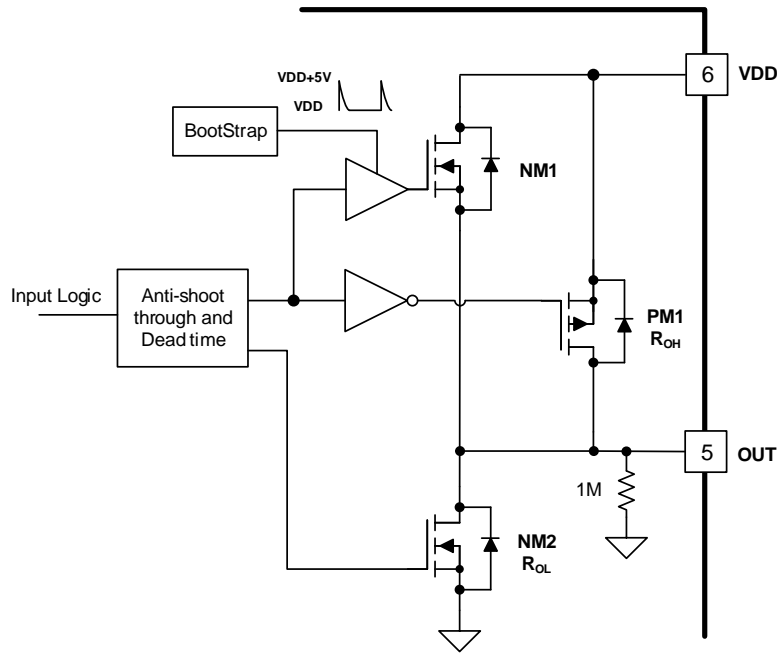 VDD+5V
VDD
BootStrap
6
VDD
NM1
Input Logic
Anti-shoot
through and
Dead time
PM1
ROH
5
OUT
1M
NM2
ROL